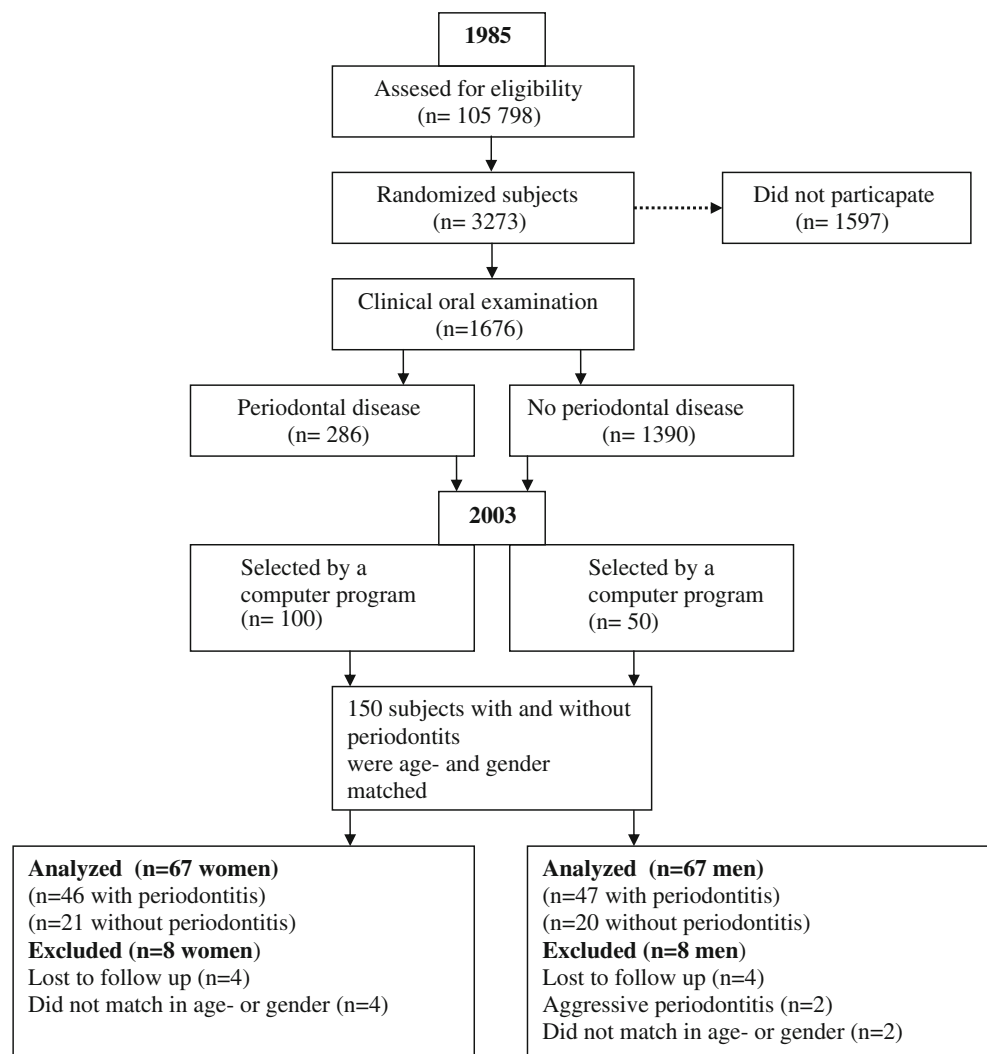 1985
Assesed for eligibility
(n= 105 798)
Randomized subjects
(n= 3273)
Did not particapate
(n= 1597)
Clinical oral examination
(n=1676)
Periodontal disease
(n= 286)
No periodontal disease
(n= 1390)
2003
Selected by a
computer program
(n= 100)
Selected by a
computer program
(n= 50)
150 subjects with and without
periodontits
were age- and gender
matched
Analyzed (n=67 women)
(n=46 with periodontitis)
(n=21 without periodontitis)
Excluded (n=8 women)
Lost to follow up (n=4)
Did not match in age- or gender (n=4)
Analyzed (n=67 men)
(n=47 with periodontitis)
(n=20 without periodontitis)
Excluded (n=8 men)
Lost to follow up (n=4)
Aggressive periodontitis (n=2)
Did not match in age- or gender (n=2)